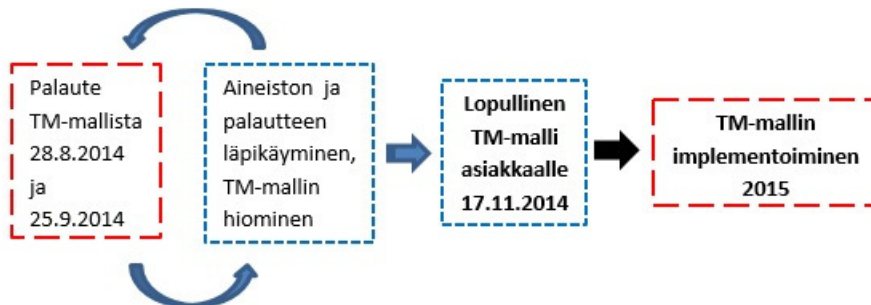 Palaute
TM-mallista
28.8.2014
ja
25.9.2014
Aineiston ja
palautteen
läpikäyminen,
TM-mallin
hiominen
Lopullinen
TM-malli
asiakkaalle
17.11.2014
TM-mallin
implementoiminen
2015